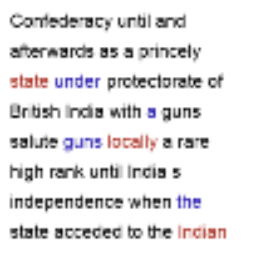 Confederacy until and
afterwards as a princely
state under protectorate of
British India with a guns
salute guns locally a rare
high rank until India s
independence when the
state acceded to the Indian